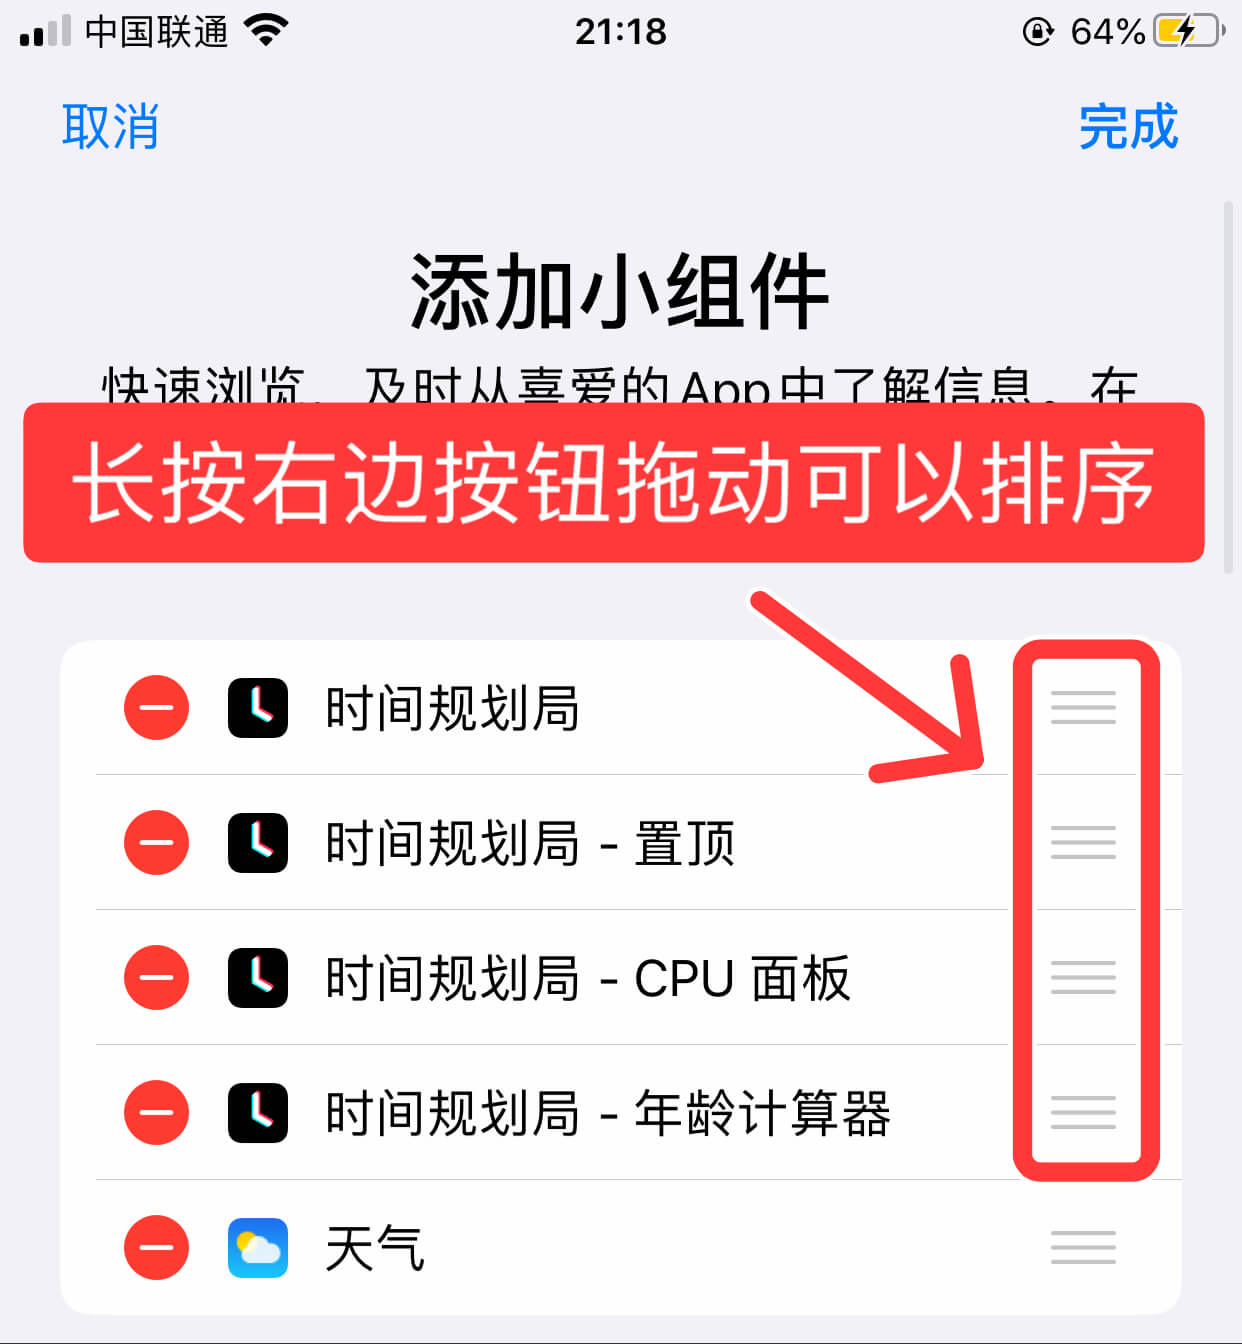 中国联通 21:18 64%
取消 完成
添加小组件
快速浏览、及时从喜爱的App中了解信息。在
长按右边按钮拖动可以排序
时间规划局
时间规划局 - 置顶
时间规划局 - CPU 面板
时间规划局 - 年龄计算器
天气